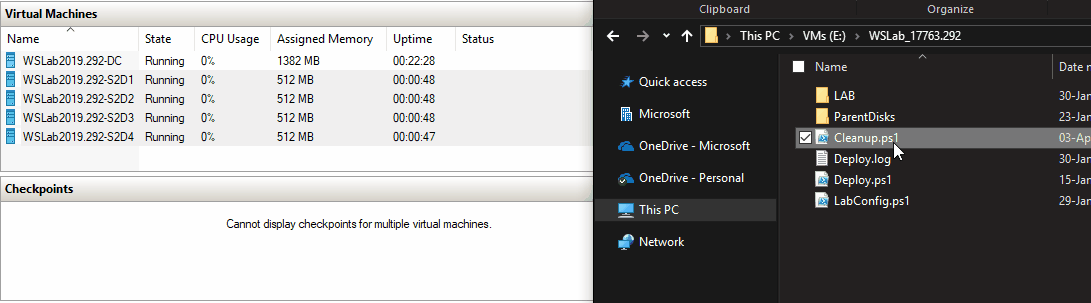 Virtual Machines
Name State CPU Usage Assigned Memory Uptime Status
WSLab2019.292-DC Running 0% 1382 MB 00:22:28
WSLab2019.292-S2D1 Running 0% 512 MB 00:00:48
WSLab2019.292-S2D2 Running 0% 512 MB 00:00:48
WSLab2019.292-S2D3 Running 0% 512 MB 00:00:48
WSLab2019.292-S2D4 Running 0% 512 MB 00:00:47
Checkpoints
Cannot display checkpoints for multiple virtual machines.
Clipboard Organize
This PC VMs (E:) WSLab_17763.292
Quick access
Microsoft
OneDrive - Microsoft
OneDrive - Personal
This PC
Network
Name Date
LAB 30-Jan
ParentDisks 23-Jan
Cleanup.ps1 03-Ap
Deploy.log 30-Jan
Deploy.ps1 15-Jan
LabConfig.ps1 29-Jan